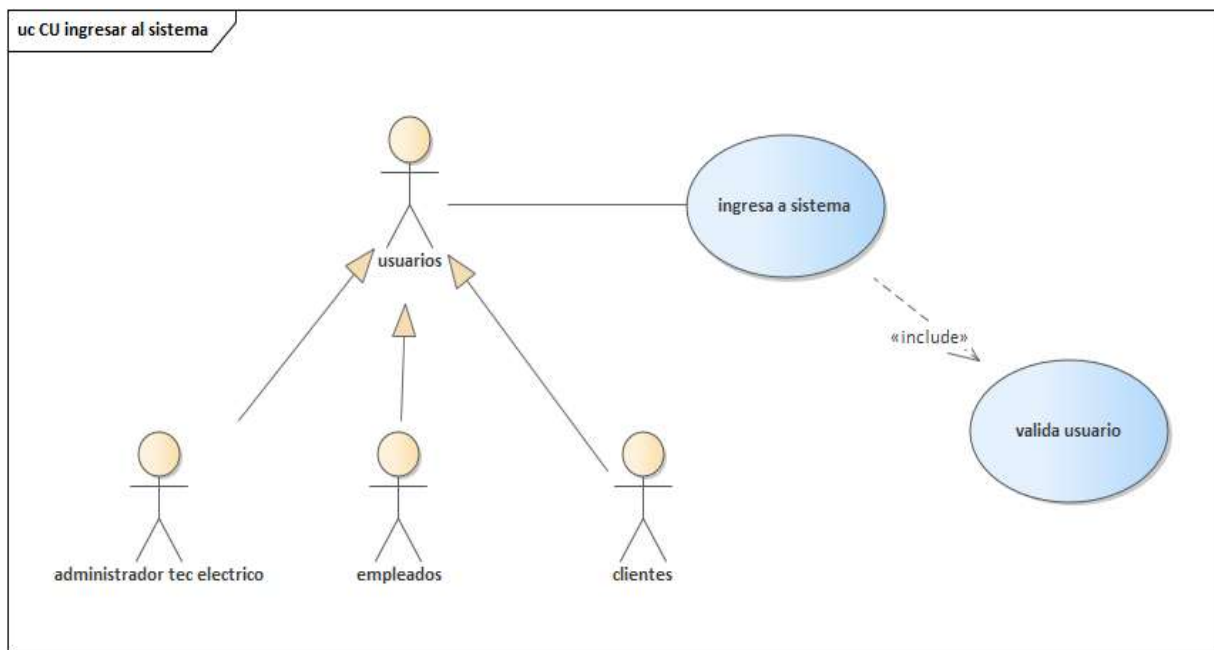 uc CU ingresar al sistema
ingresa a sistema
usuarios
«include»
valida usuario
administrador tec electrico
empleados
clientes